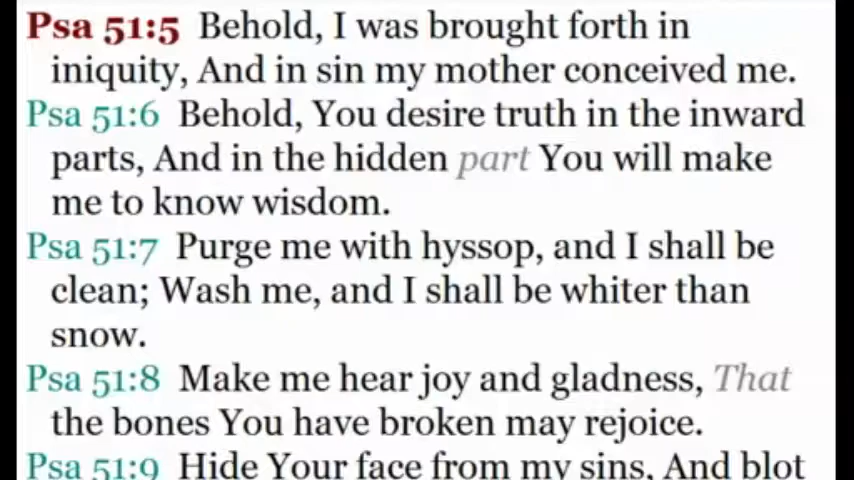 Psa 51:5 Behold, I was brought forth in
iniquity, And in sin my mother conceived me.
Psa 51:6 Behold, You desire truth in the inward
parts, And in the hidden part You will make
me to know wisdom.
Psa 51:7 Purge me with hyssop, and I shall be
clean; Wash me, and I shall be whiter than
snow.
Psa 51:8 Make me hear joy and gladness, That
the bones You have broken may rejoice.
Psa 51:9 Hide Your face from my sins, And blot